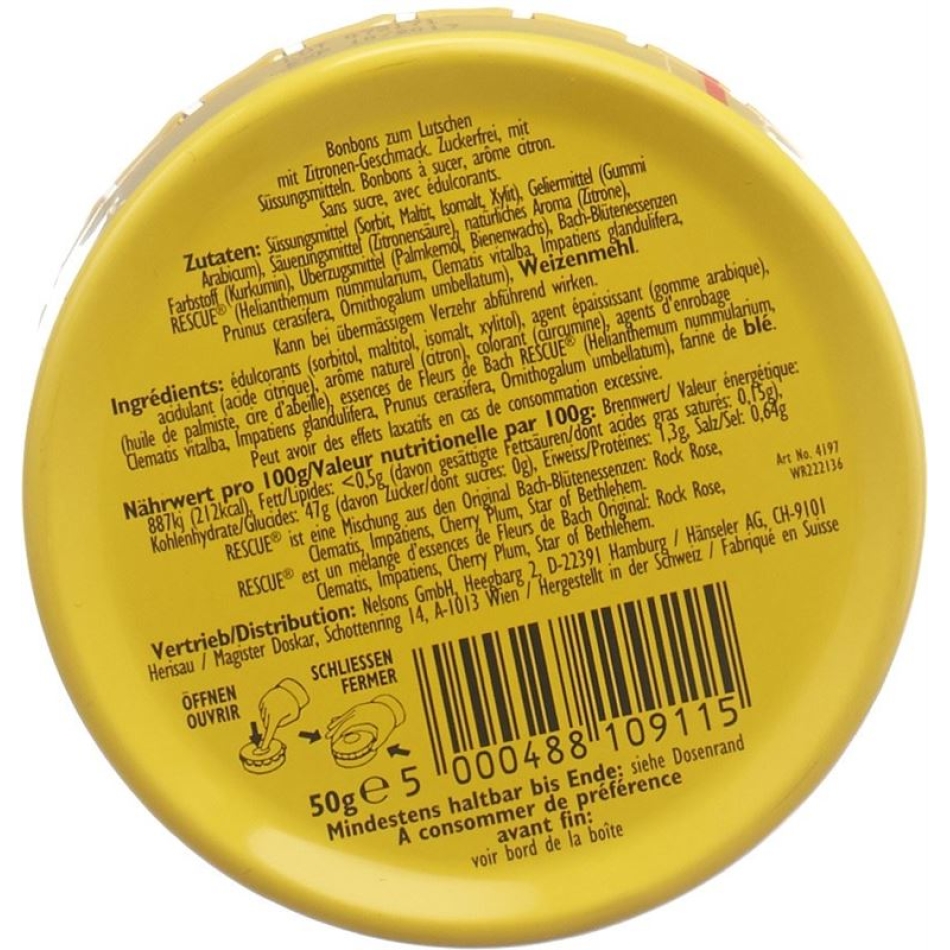 Bonbons zum Lutschen
mit Zitronen-Geschmack. Zuckerfrei, mit
Süssungsmitteln. Bonbons à sucer, arôme citron.
Sans sucre, avec édulcorants.
Zutaten: Süssungsmittel (Sorbit, Maltit, Isomalt, Xylit), Geliermittel (Gummi
Arabicum), Säuerungsmittel (Zitronensäure), natürliches Aroma (Zitrone),
Farbstoff (Kurkumin), Überzugsmittel (Palmkernöl, Bienenwachs), Bach-Blütenessenzen
RESCUE® (Helianthemum nummularium, Clematis vitalba, Impatiens glandulifera,
Prunus cerasifera, Ornithogalum umbellatum), Weizenmehl.
Kann bei übermässigem Verzehr abführend wirken.
Ingrédients: édulcorants (sorbitol, maltitol, isomalt, xylitol), agent épaississant (gomme arabique),
acidulant (acide citrique), arôme naturel (citron), colorant (curcumine), agents d'enrobage
(huile de palmiste, cire d'abeille), essences de Fleurs de Bach RESCUE® (Helianthemum nummularium,
Clematis vitalba, Impatiens glandulifera, Prunus cerasifera, Ornithogalum umbellatum), farine de blé.
Peut avoir des effets laxatifs en cas de consommation excessive.
Nährwert pro 100g/Valeur nutritionelle par 100g: Brennwert/ Valeur énergétique:
887kJ (212kcal), Fett/Lipides: <0,5g (davon gesättigte Fettsäuren/dont acides gras saturés: 0,15g),
Kohlenhydrate/Glucides: 47g (davon Zucker/dont sucres: 0g), Eiweiss/Protéines: 1,3g, Salz/Sel: 0,64g
RESCUE® ist eine Mischung aus den Original Bach-Blütenessenzen: Rock Rose,
Clematis, Impatiens, Cherry Plum, Star of Bethlehem.
RESCUE® est un mélange d'essences de Fleurs de Bach Original: Rock Rose,
Clematis, Impatiens, Cherry Plum, Star of Bethlehem.
Art No. 4197
WR222136
Vertrieb/Distribution: Nelsons GmbH, Heegbarg 2, D-22391 Hamburg / Hänseler AG, CH-9101
Herisau / Magister Doskar, Schottenring 14, A-1013 Wien / Hergestellt in der Schweiz / Fabriqué en Suisse
ÖFFNEN
OUVRIR
SCHLIESSEN
FERMER
50g e
5 000488 109115
Mindestens haltbar bis Ende: siehe Dosenrand
A consommer de préférence
avant fin:
voir bord de la boîte